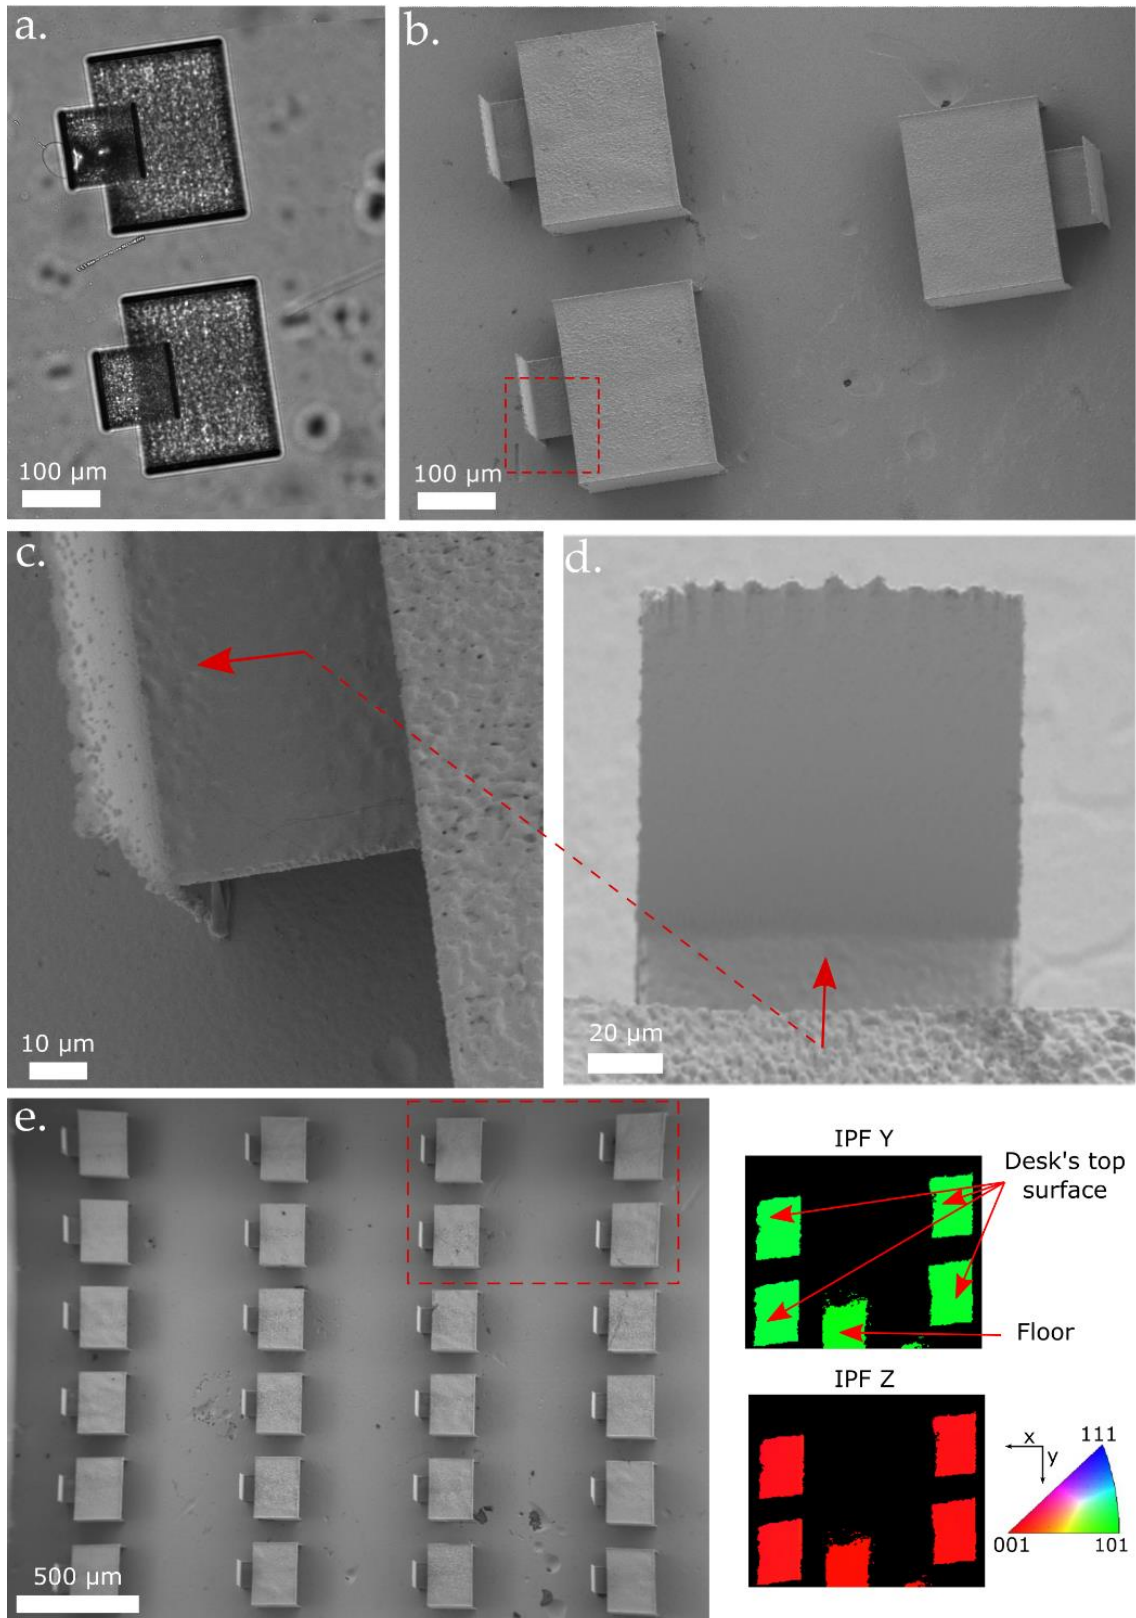 a.
b.
100 μm
100 μm
c.
d.
10 μm
20 μm
e.
500 μm
IPF Y
Desk's top
surface
Floor
IPF Z
x
y
111
001
101